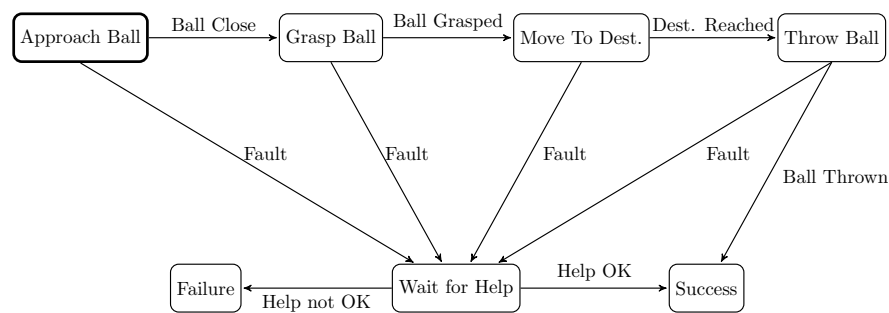 Ball Close
Ball Grasped
Dest. Reached
Approach Ball
Grasp Ball
Move To Dest.
Throw Ball
Fault
Fault
Fault
Fault
Ball Thrown
Help OK
Failure
Wait for Help
Success
Help not OK